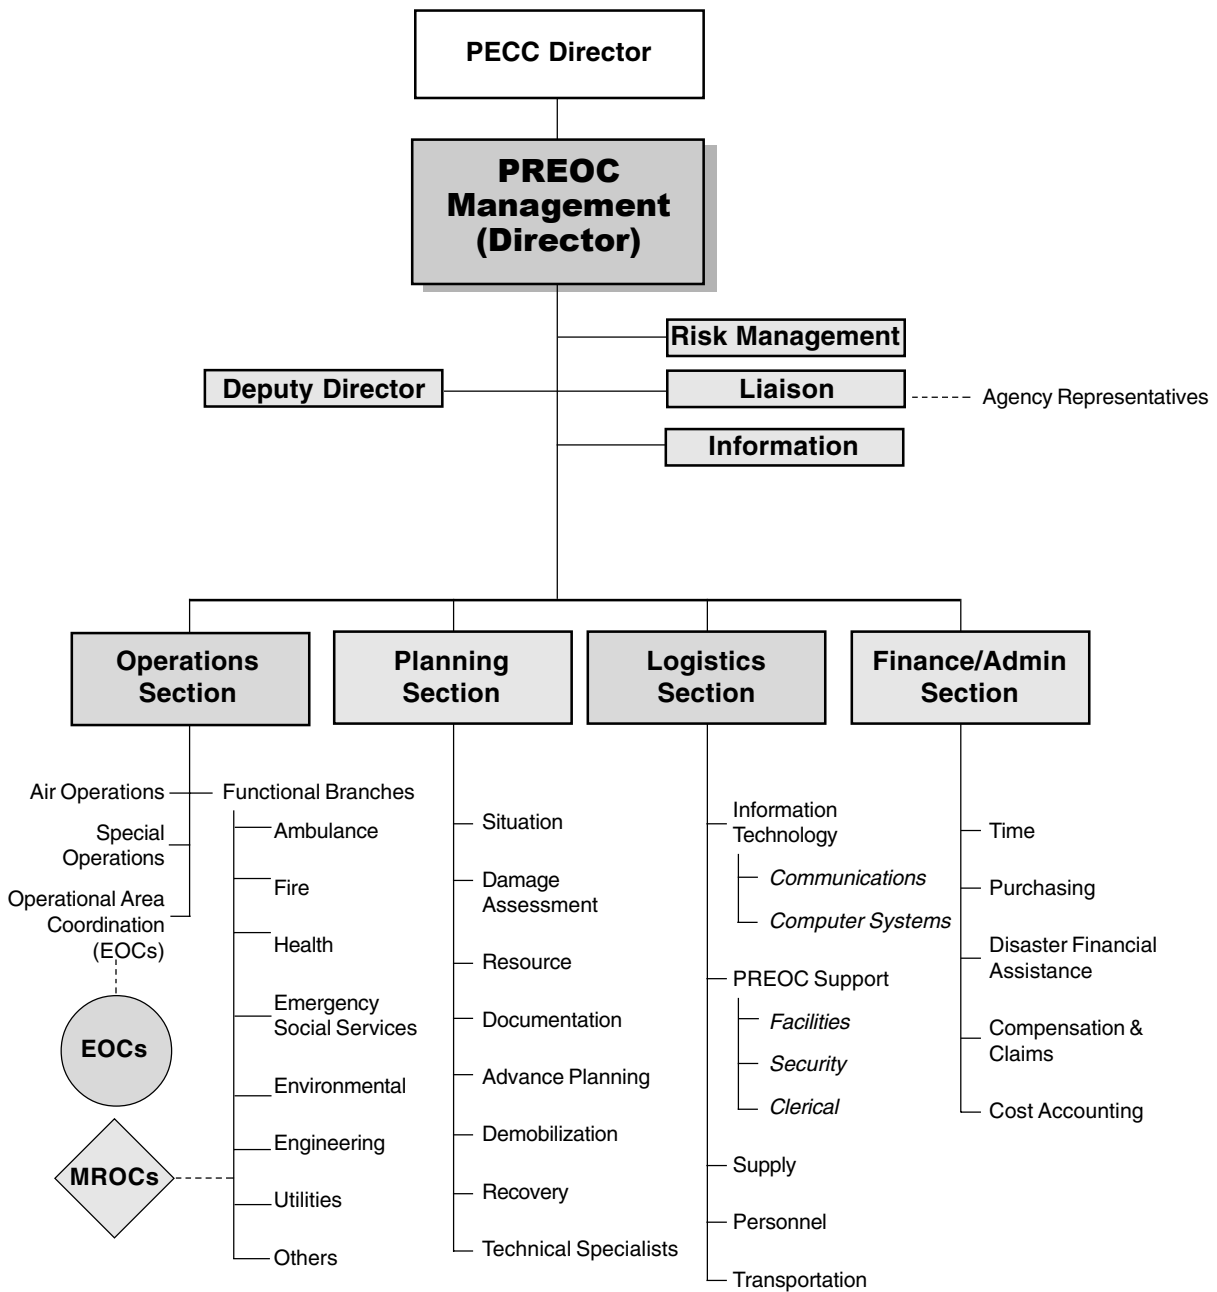 PECC Director
PREOC
Management
(Director)
Risk Management
Deputy Director
Liaison
Agency Representatives
Information
Operations
Section
Planning
Section
Logistics
Section
Finance/Admin
Section
Air Operations
Special
Operations
Operational Area
Coordination
(EOCs)
EOCs
MROCs
Functional Branches
Ambulance
Fire
Health
Emergency
Social Services
Environmental
Engineering
Utilities
Others
Situation
Damage
Assessment
Resource
Documentation
Advance Planning
Demobilization
Recovery
Technical Specialists
Information
Technology
Communications
Computer Systems
PREOC Support
Facilities
Security
Clerical
Supply
Personnel
Transportation
Time
Purchasing
Disaster Financial
Assistance
Compensation &
Claims
Cost Accounting